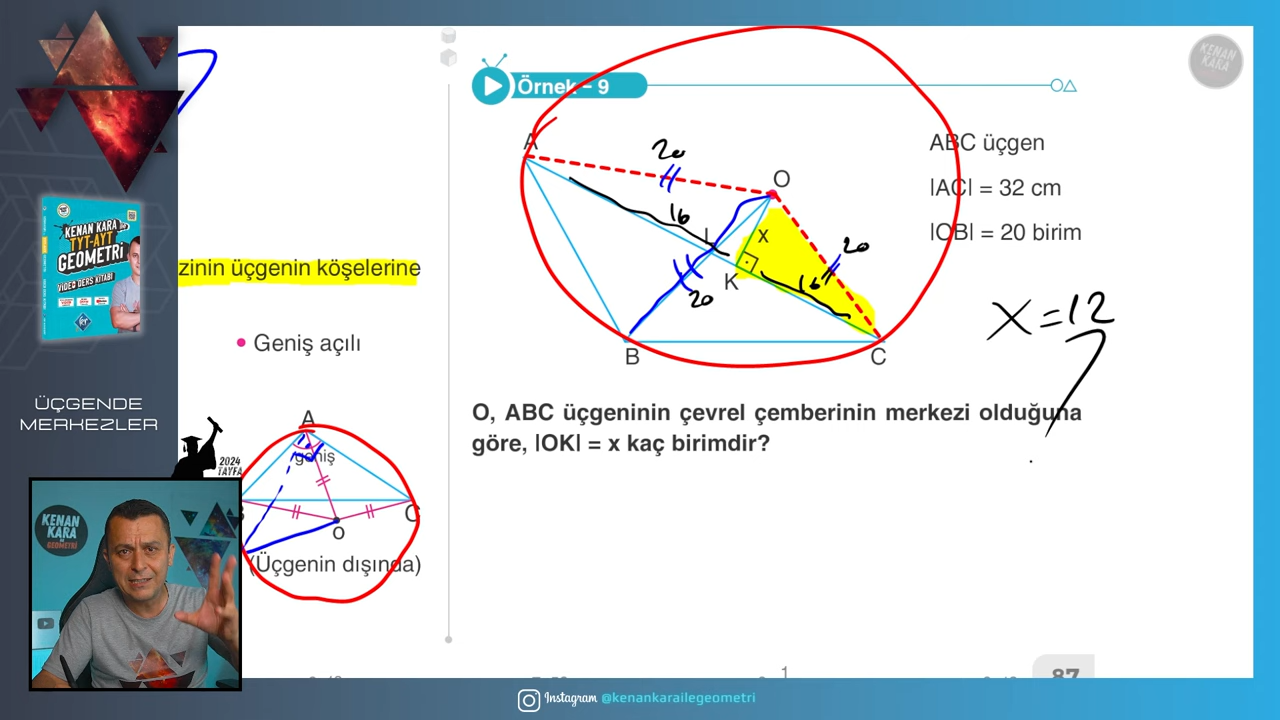 KENAN KARA
Örnek – 9
A
20
O
ABC üçgen
|AC| = 32 cm
|OB| = 20 birim
16
L
x
20
K
16
20
B
C
x = 12
O, ABC üçgeninin çevrel çemberinin merkezi olduğuna
göre, |OK| = x kaç birimdir?
KENAN KARA
TYT-AYT
GEOMETRİ
VİDEO DERS KİTABI
zinin üçgenin köşelerine
• Geniş açılı
A
geniş
B
C
O
(Üçgenin dışında)
ÜÇGENDE
MERKEZLER
2024
TAYFA
KENAN
KARA
GEOMETRİ
87
Instagram @kenankarailegeometri